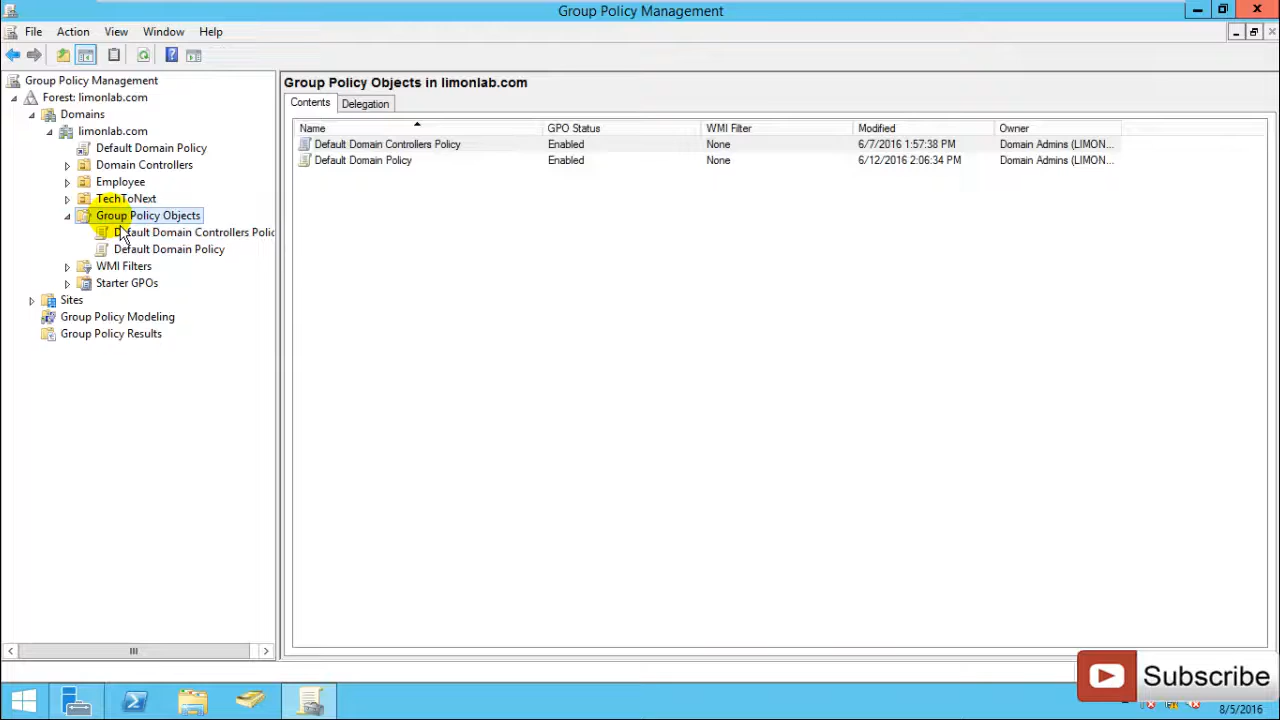 Group Policy Management
File Action View Window Help
Group Policy Management
Forest: limonlab.com
Domains
limonlab.com
Default Domain Policy
Domain Controllers
Employee
TechToNext
Group Policy Objects
Default Domain Controllers Polic
Default Domain Policy
WMI Filters
Starter GPOs
Sites
Group Policy Modeling
Group Policy Results
Group Policy Objects in limonlab.com
Contents Delegation
Name GPO Status WMI Filter Modified Owner
Default Domain Controllers Policy Enabled None 6/7/2016 1:57:38 PM Domain Admins (LIMON...
Default Domain Policy Enabled None 6/12/2016 2:06:34 PM Domain Admins (LIMON...
Subscribe
8/5/2016